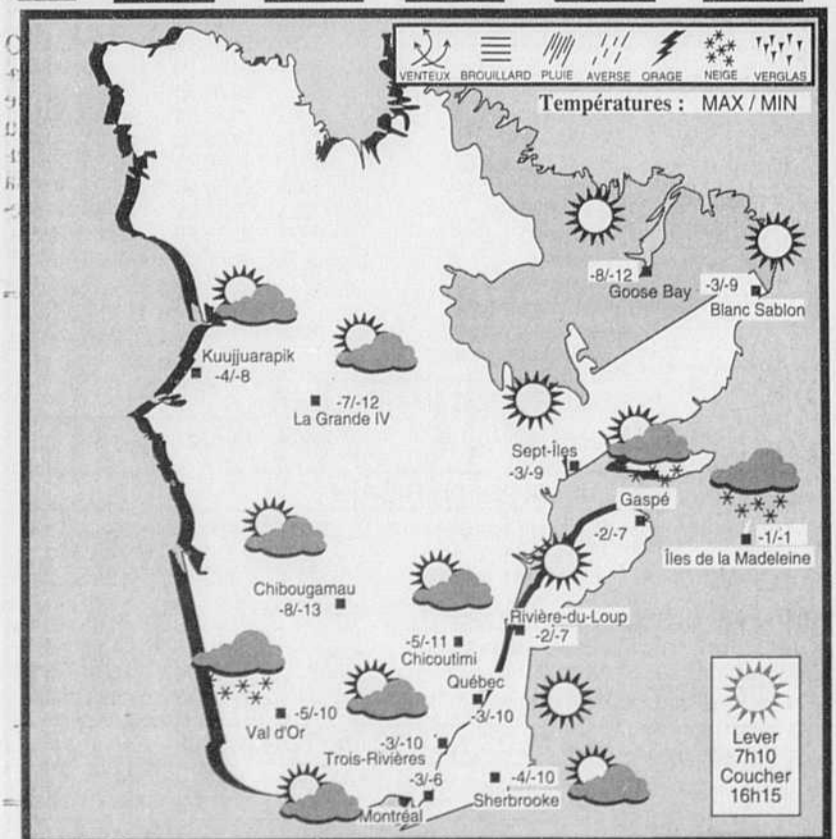 VENTEUX BROUILLARD PLUIE AVERSE ORAGE NEIGE VERGLAS
Températures : MAX / MIN
-8/-12
Goose Bay
-3/-9
Blanc Sablon
Kuujjuarapik
-4/-8
-7/-12
La Grande IV
Sept-Îles
-3/-9
Gaspé
-2/-7
-1/-1
Îles de la Madeleine
Chibougamau
-8/-13
Rivière-du-Loup
-2/-7
-5/-11
Chicoutimi
Québec
-3/-10
-5/-10
Val d'Or
-3/-10
Trois-Rivières
-3/-6
Montréal
-4/-10
Sherbrooke
Lever
7h10
Coucher
16h15